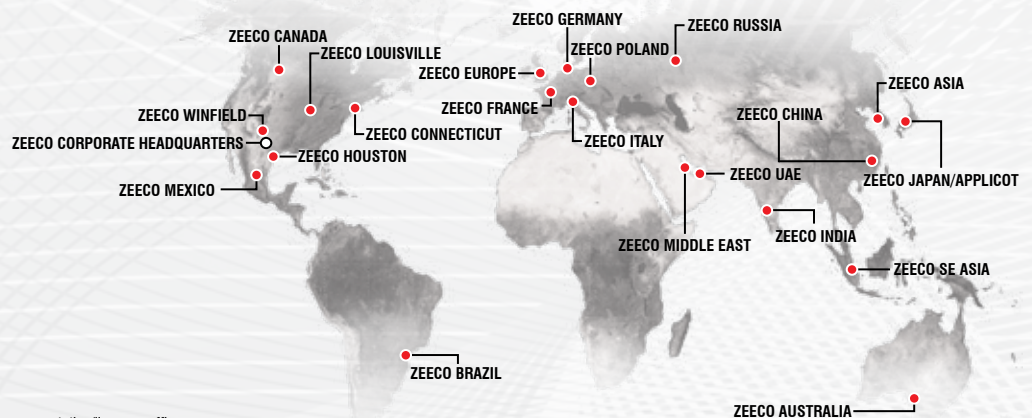 ZEECO GERMANY
ZEECO RUSSIA
ZEECO CANADA
ZEECO LOUISVILLE
ZEECO POLAND
ZEECO EUROPE
ZEECO ASIA
ZEECO WINFIELD
ZEECO FRANCE
ZEECO CHINA
ZEECO CONNECTICUT
ZEECO CORPORATE HEADQUARTERS
ZEECO ITALY
ZEECO HOUSTON
ZEECO UAE
ZEECO JAPAN/APPLICOT
ZEECO MEXICO
ZEECO INDIA
ZEECO MIDDLE EAST
ZEECO SE ASIA
ZEECO BRAZIL
ZEECO AUSTRALIA